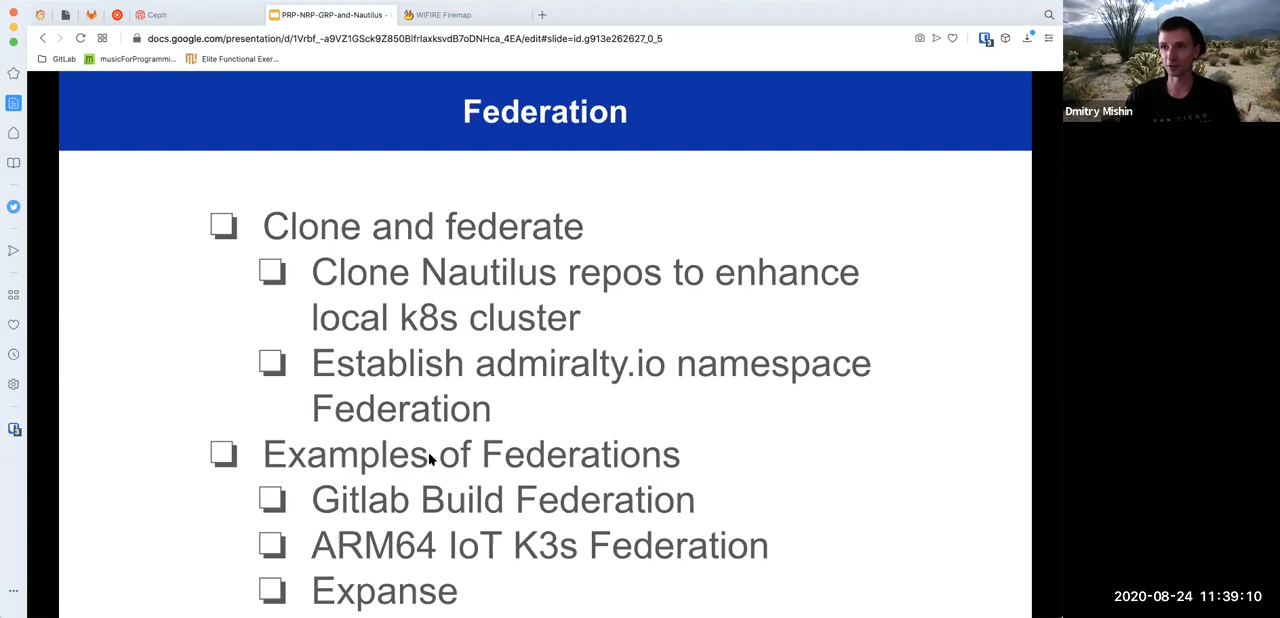 Ceph
PRP-NRP-GRP-and-Nautilus -
WIFIRE Firemap
docs.google.com/presentation/d/1Vrbf_-a9VZ1GSck9Z850BlfrIaxksvdB7oDNHca_4EA/edit#slide=id.g913e262627_0_5
GitLab
musicForProgrammi...
Elite Functional Exer...
Dmitry Mishin
SAN DIEGO
Federation
Clone and federate
Clone Nautilus repos to enhance
local k8s cluster
Establish admiralty.io namespace
Federation
Examples of Federations
Gitlab Build Federation
ARM64 IoT K3s Federation
Expanse
2020-08-24 11:39:10